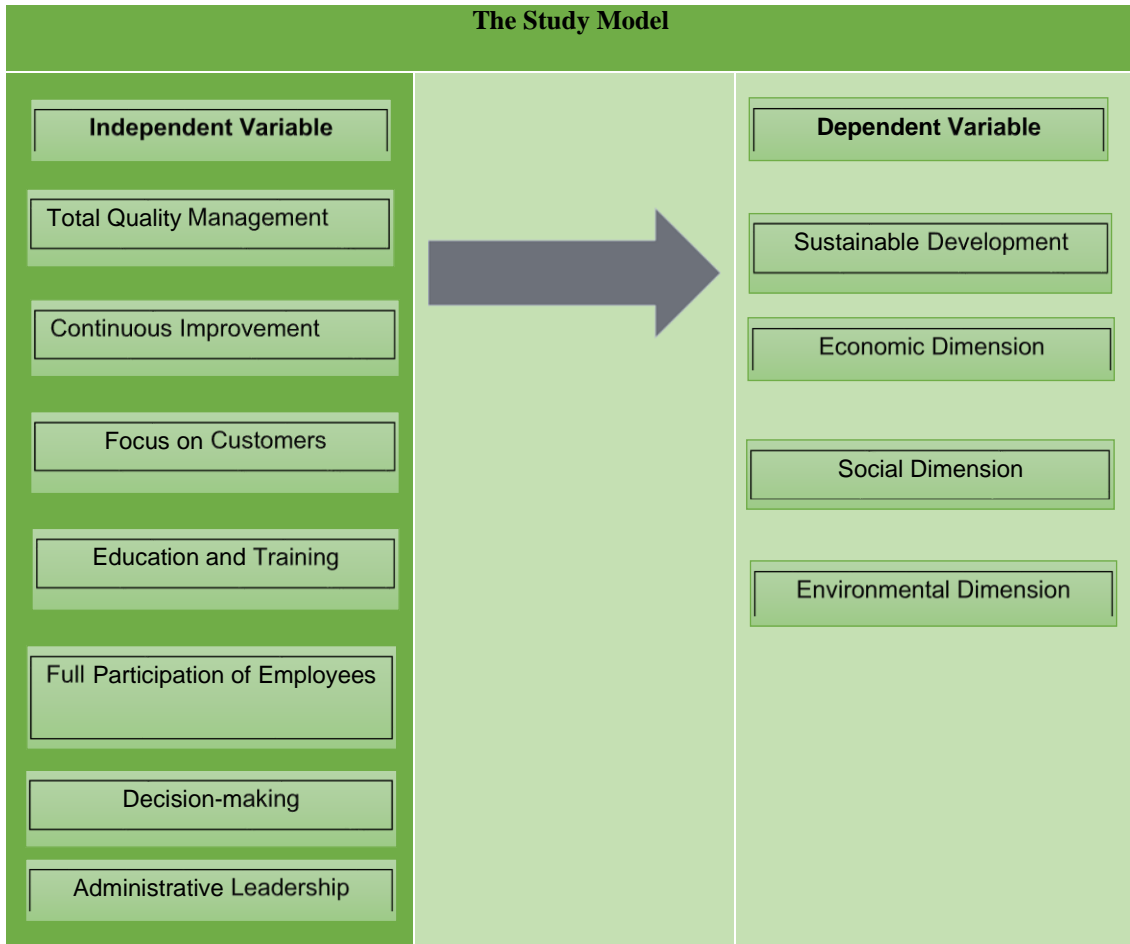 The Study Model
Independent Variable
Total Quality Management
Continuous Improvement
Focus on Customers
Education and Training
Full Participation of Employees
Decision-making
Administrative Leadership
Dependent Variable
Sustainable Development
Economic Dimension
Social Dimension
Environmental Dimension